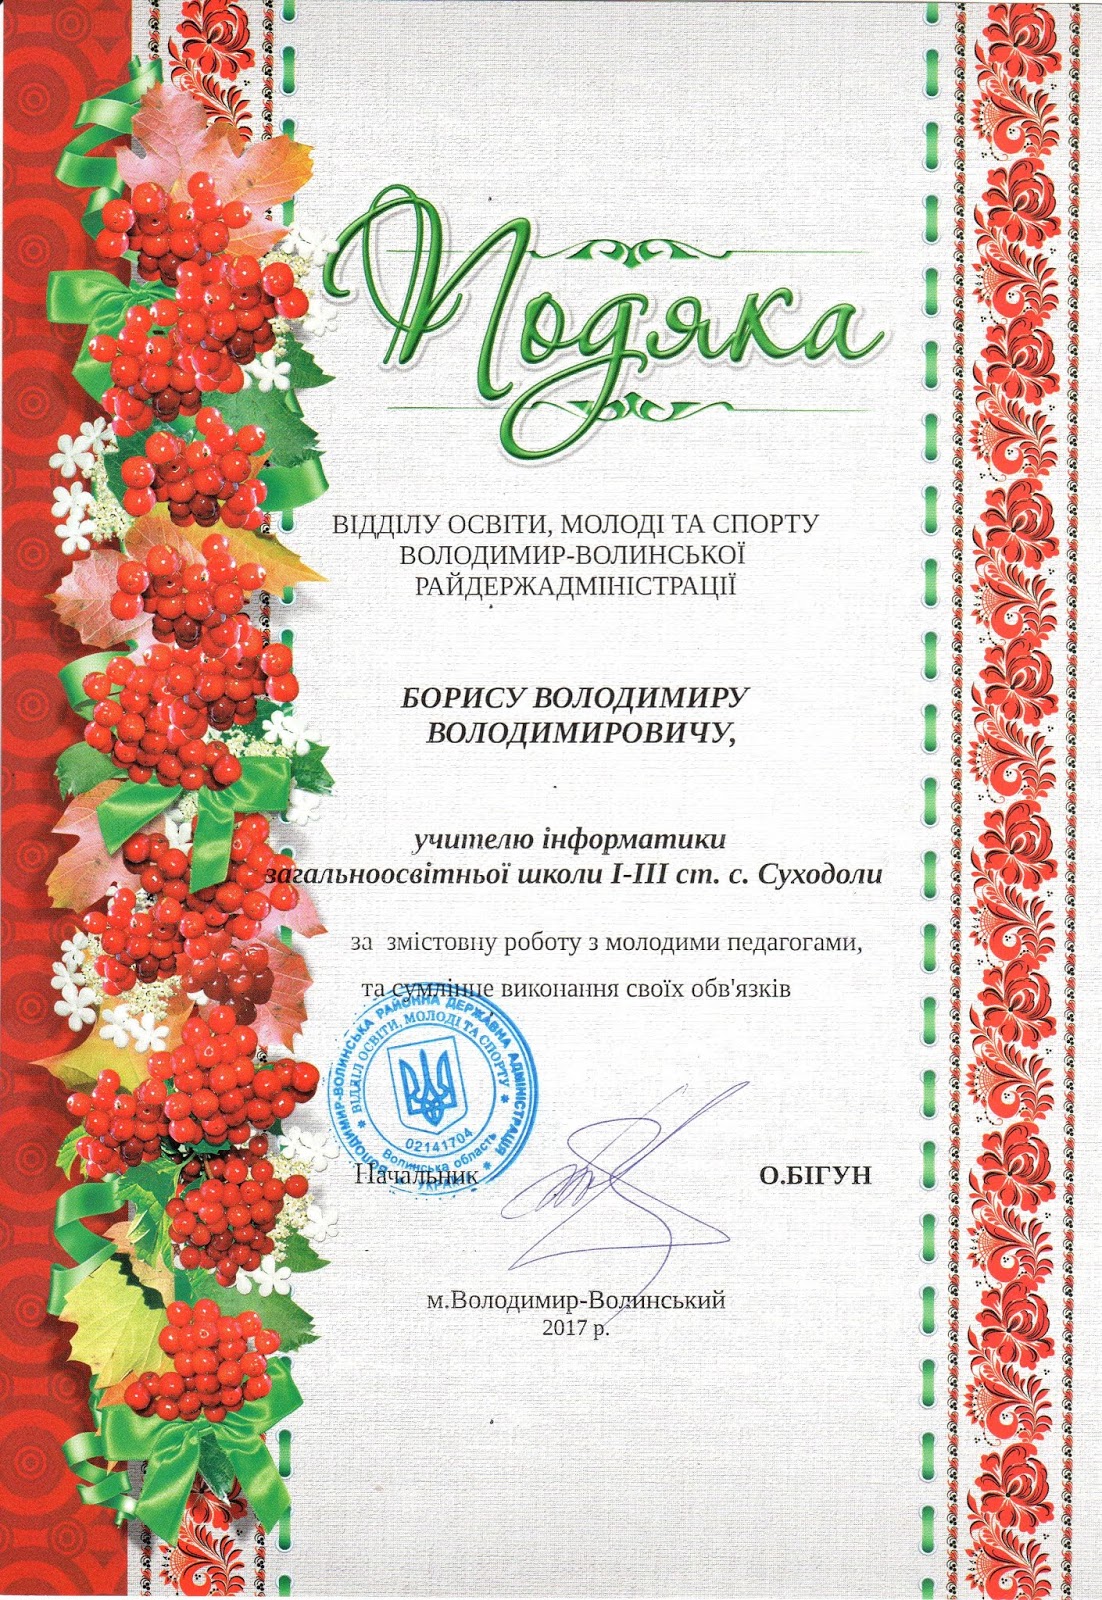 Подяка
ВІДДІЛУ ОСВІТИ, МОЛОДІ ТА СПОРТУ
ВОЛОДИМИР-ВОЛИНСЬКОЇ
РАЙДЕРЖАДМІНІСТРАЦІЇ
БОРИСУ ВОЛОДИМИРУ
ВОЛОДИМИРОВИЧУ,
учителю інформатики
загальноосвітньої школи І-ІІІ ст. с. Суходоли
за змістовну роботу з молодими педагогами,
та сумлінне виконання своїх обв'язків
ВОЛОДИМИР-ВОЛИНСЬКА РАЙОННА ДЕРЖАВНА АДМІНІСТРАЦІЯ
ВІДДІЛ ОСВІТИ, МОЛОДІ ТА СПОРТУ
02141704
Волинська область
УКРАЇНА
Начальник О.БІГУН
м.Володимир-Волинський
2017 р.